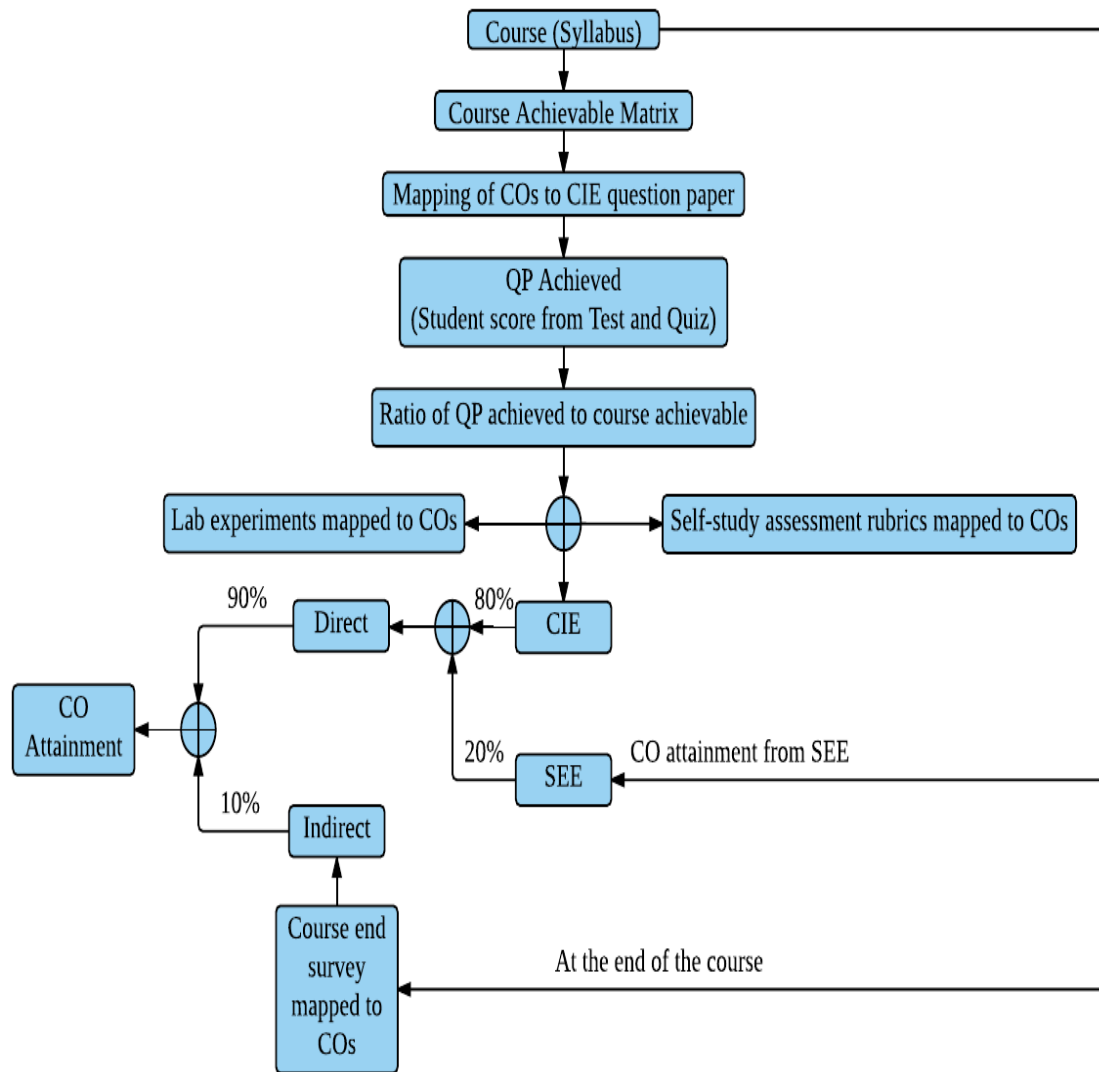 Course (Syllabus)
Course Achievable Matrix
Mapping of COs to CIE question paper
QP Achieved
(Student score from Test and Quiz)
Ratio of QP achieved to course achievable
Lab experiments mapped to COs
Self-study assessment rubrics mapped to COs
90%
Direct
80%
CIE
CO
Attainment
20%
SEE
CO attainment from SEE
10%
Indirect
Course end
survey
mapped to
COs
At the end of the course